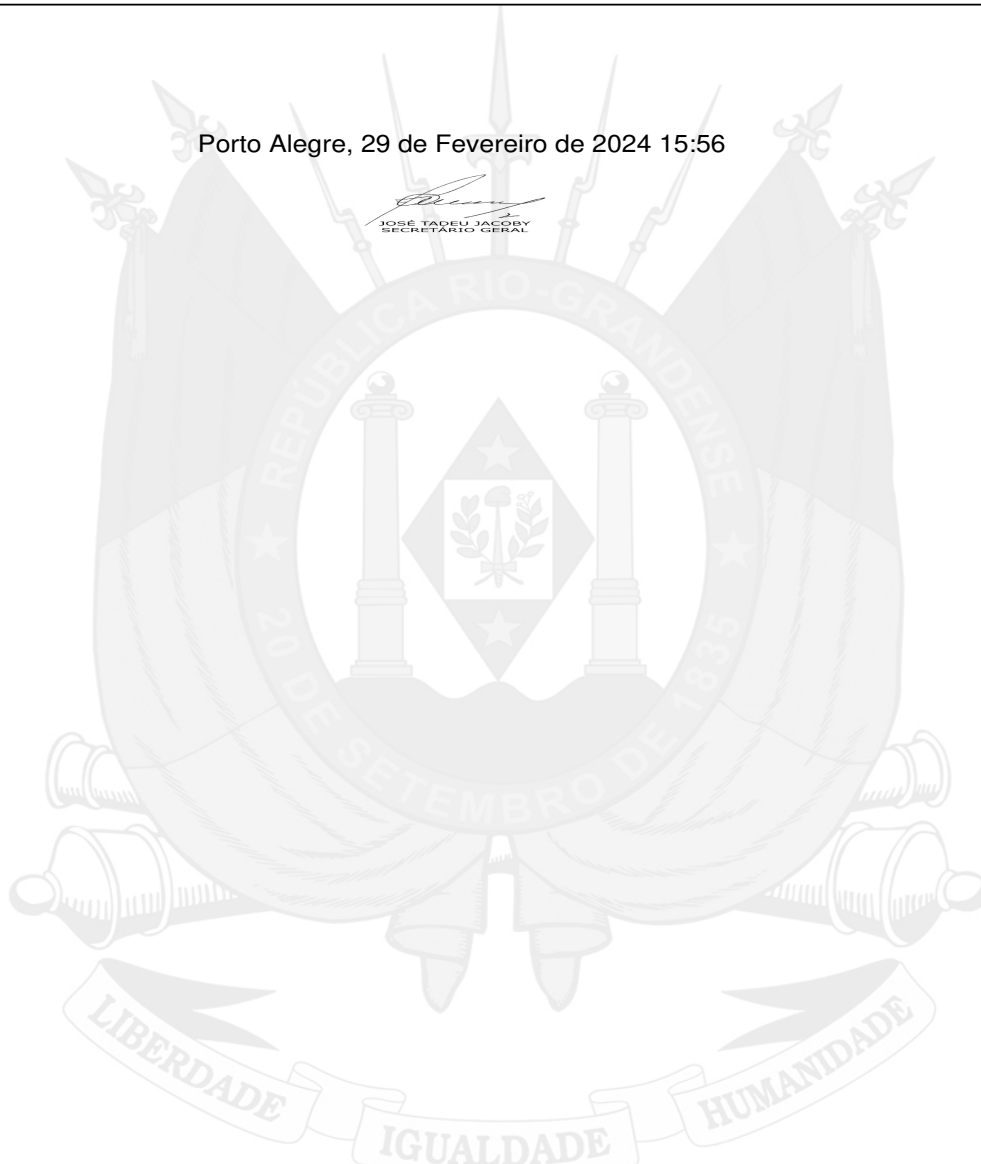 Porto Alegre, 29 de Fevereiro de 2024 15:56
JOSÉ TADEU JACOBY
SECRETÁRIO GERAL
REPÚBLICA RIO-GRANDENSE
20 DE SETEMBRO DE 1835
LIBERDADE
IGUALDADE
HUMANIDADE